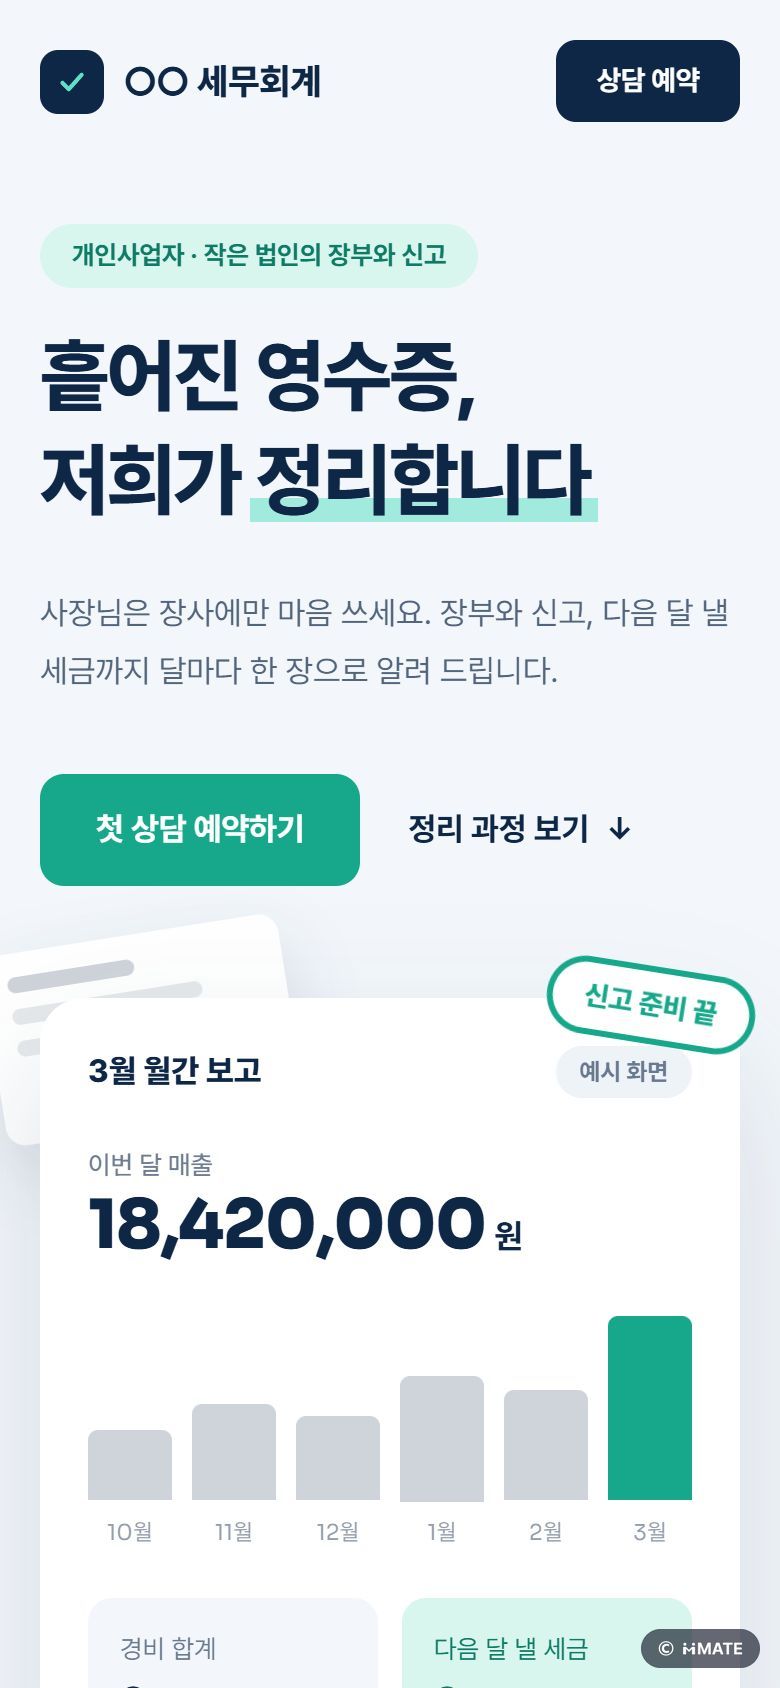 ○○ 세무회계
상담 예약
개인사업자 · 작은 법인의 장부와 신고
흩어진 영수증,
저희가 정리합니다
사장님은 장사에만 마음 쓰세요. 장부와 신고, 다음 달 낼
세금까지 달마다 한 장으로 알려 드립니다.
첫 상담 예약하기
정리 과정 보기 ↓
신고 준비 끝
3월 월간 보고
예시 화면
이번 달 매출
18,420,000 원
10월 11월 12월 1월 2월 3월
경비 합계
다음 달 낼 세금
© MATE